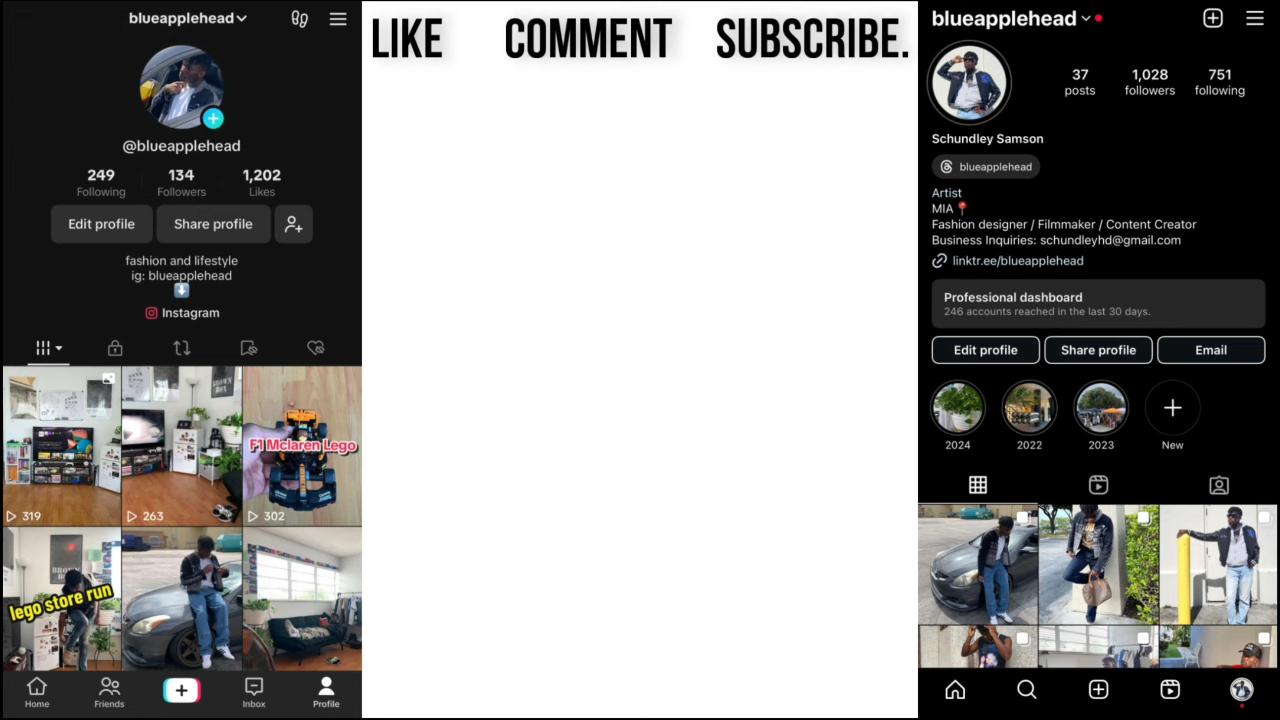 blueapplehead
@blueapplehead
249 134 1,202
Following Followers Likes
Edit profile Share profile
fashion and lifestyle
ig: blueapplehead
Instagram
BROWN
BOX
F1 Mclaren Lego
319 263 302
lego store run
Home Friends Inbox Profile
LIKE COMMENT SUBSCRIBE.
blueapplehead
37 1,028 751
posts followers following
Schundley Samson
blueapplehead
Artist
MIA
Fashion designer / Filmmaker / Content Creator
Business Inquiries: schundleyhd@gmail.com
linktr.ee/blueapplehead
Professional dashboard
246 accounts reached in the last 30 days.
Edit profile Share profile Email
2024 2022 2023 New